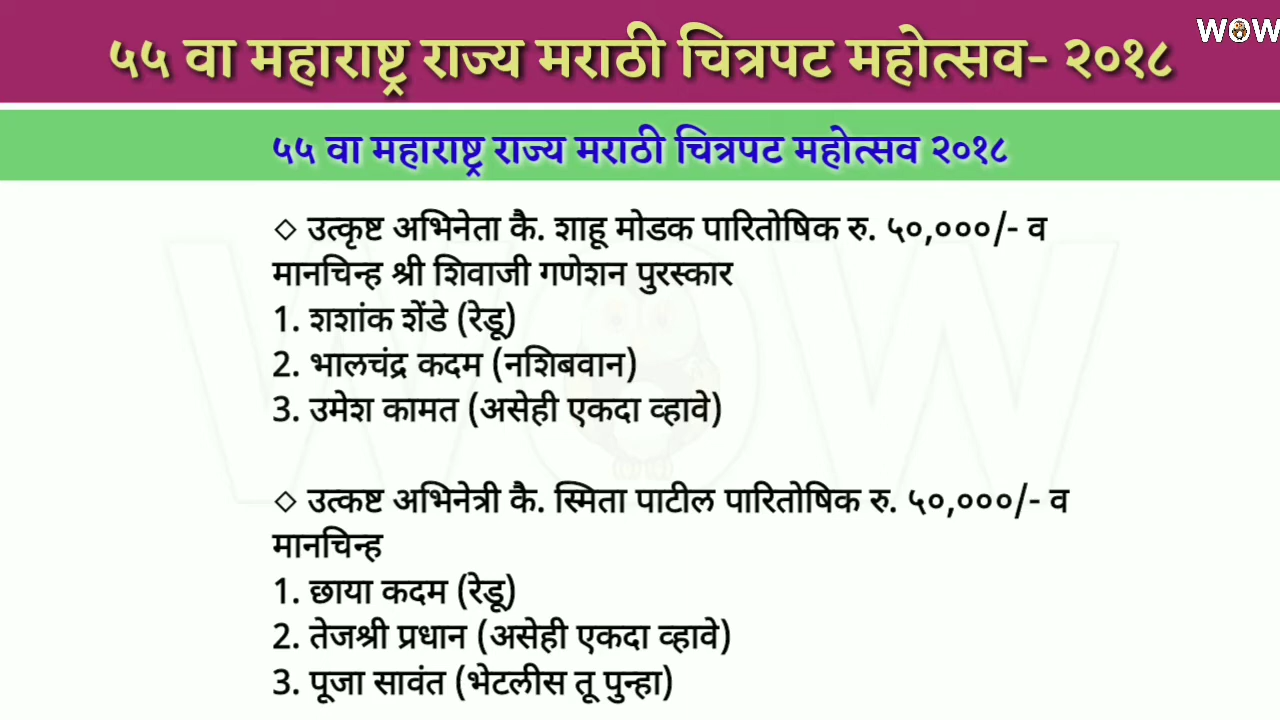 ५५ वा महाराष्ट्र राज्य मराठी चित्रपट महोत्सव- २०१८
WOW
५५ वा महाराष्ट्र राज्य मराठी चित्रपट महोत्सव २०१८
◇ उत्कृष्ट अभिनेता कै. शाहू मोडक पारितोषिक रु. ५०,०००/- व
मानचिन्ह श्री शिवाजी गणेशन पुरस्कार
1. शशांक शेंडे (रेडू)
2. भालचंद्र कदम (नशिबवान)
3. उमेश कामत (असेही एकदा व्हावे)
◇ उत्कष्ट अभिनेत्री कै. स्मिता पाटील पारितोषिक रु. ५०,०००/- व
मानचिन्ह
1. छाया कदम (रेडू)
2. तेजश्री प्रधान (असेही एकदा व्हावे)
3. पूजा सावंत (भेटलीस तू पुन्हा)
WOW